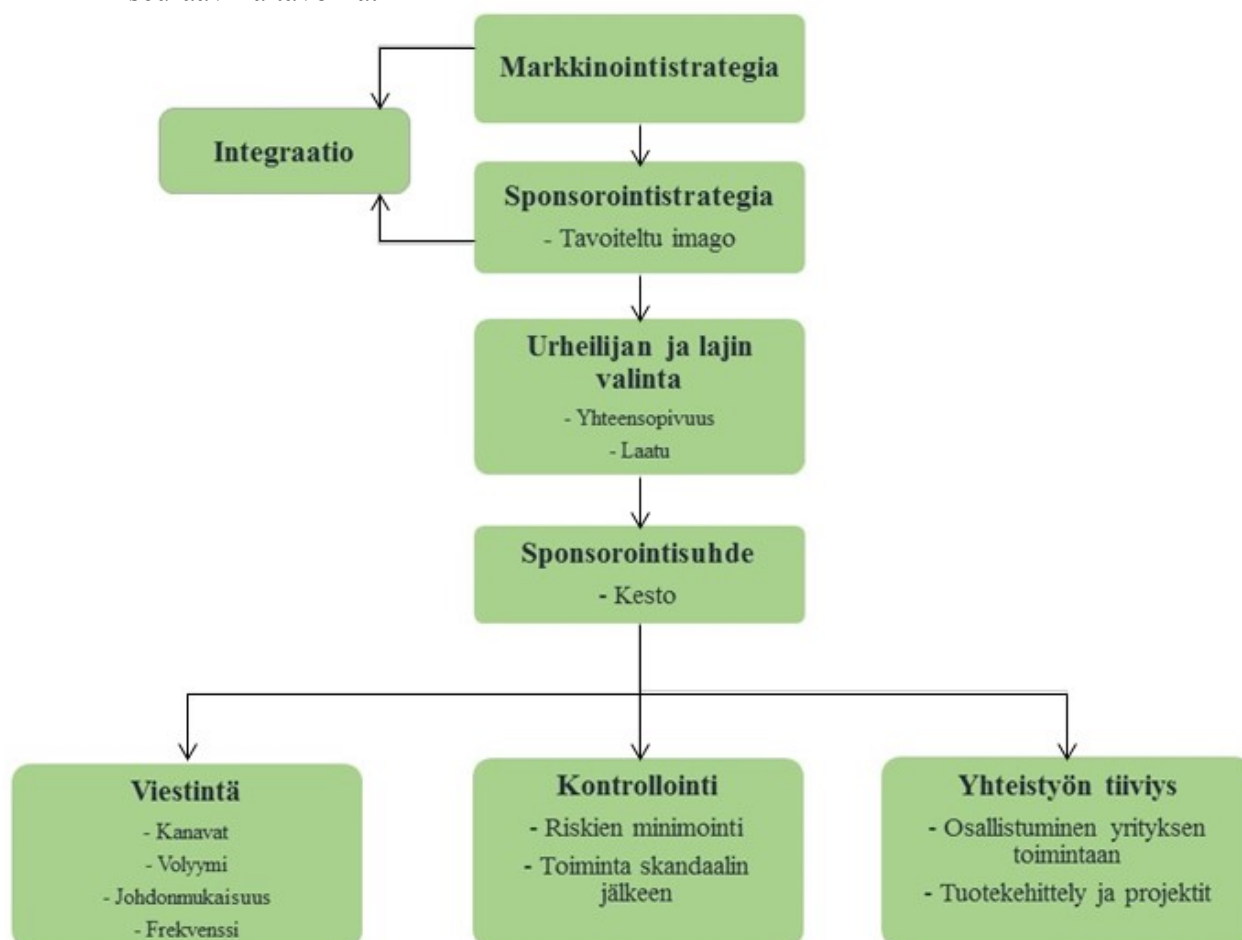 Markkinointistrategia
Integraatio
Sponsorointistrategia
- Tavoiteltu imago
Urheilijan ja lajin
valinta
- Yhteensopivuus
- Laatu
Sponsorointisuhde
- Kesto
Viestintä
- Kanavat
- Volyymi
- Johdonmukaisuus
- Frekvenssi
Kontrollointi
- Riskien minimointi
- Toiminta skandaalin
jälkeen
Yhteistyön tiiviys
- Osallistuminen yrityksen
toimintaan
- Tuotekehittely ja projektit